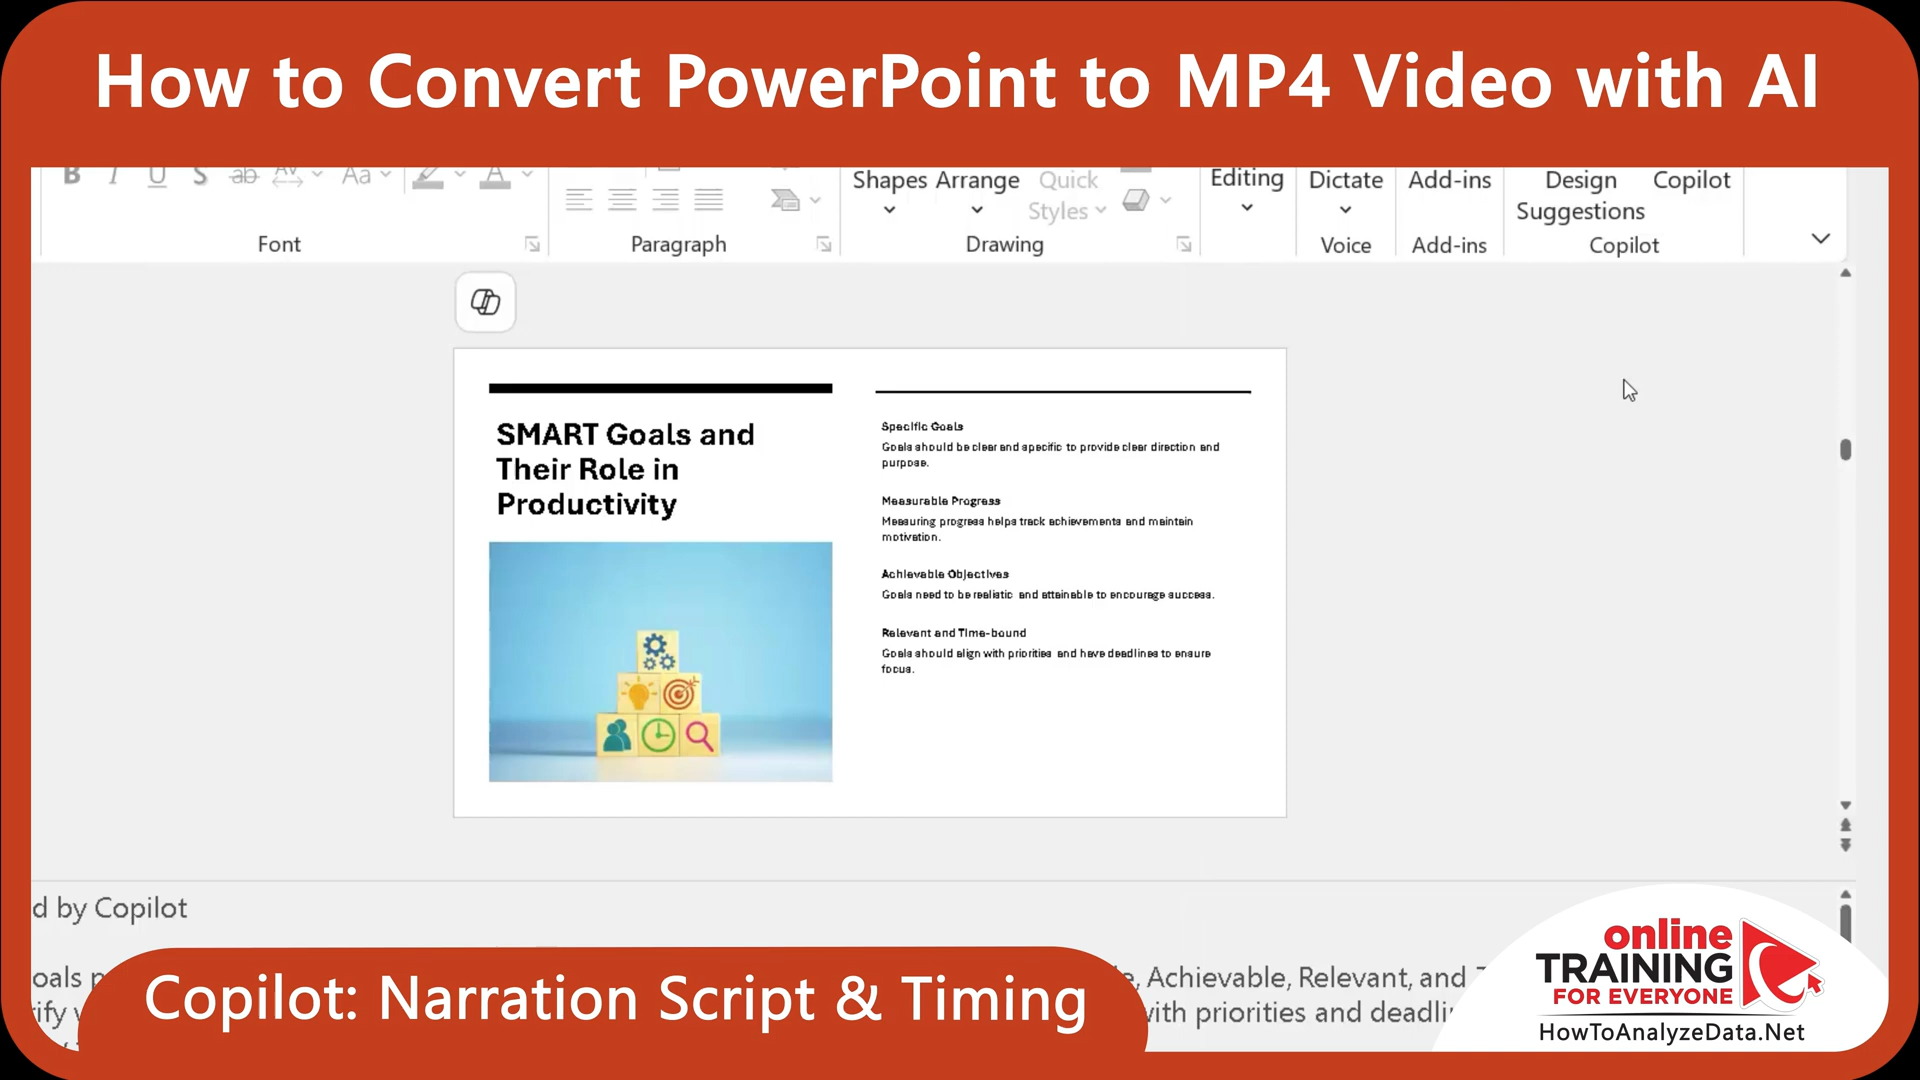 How to Convert PowerPoint to MP4 Video with AI
B I U S ab AV Aa A
Shapes Arrange Quick Styles Editing Dictate Add-ins Design Suggestions Copilot
Font Paragraph Drawing Voice Add-ins Copilot
SMART Goals and
Their Role in
Productivity
Specific Goals
Goals should be clear and specific to provide clear direction and
purpose.
Measurable Progress
Measuring progress helps track achievements and maintain
motivation.
Achievable Objectives
Goals need to be realistic and attainable to encourage success.
Relevant and Time-bound
Goals should align with priorities and have deadlines to ensure
focus.
d by Copilot
oals
, Achievable, Relevant, and
with priorities and
Copilot: Narration Script & Timing
online
TRAINING
FOR EVERYONE
HowToAnalyzeData.Net